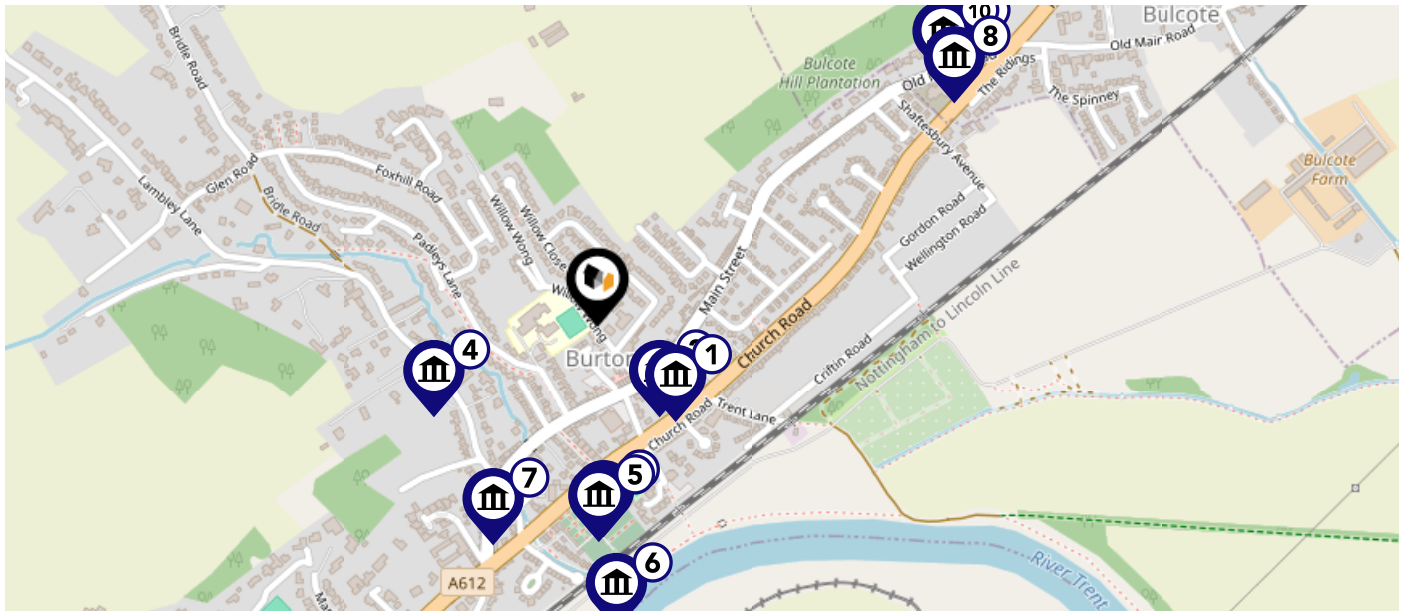 10
Bulcote
8
Old Mair Road
Bridle Road
Bulcote
Hill Plantation
Old
The Ridings
The Spinney
Shaftesbury Avenue
Bulcote
Farm
Glen Road
Foxhill Road
Lambley Lane
Bridle Road
Willow Wong
Willow Close
Padleys Lane
Gordon Road
Wellington Road
Main Street
Nottingham to Lincoln Line
Church Road
Criftin Road
Burton
4
1
Trent Lane
Church Road
7
5
6
A612
River Trent